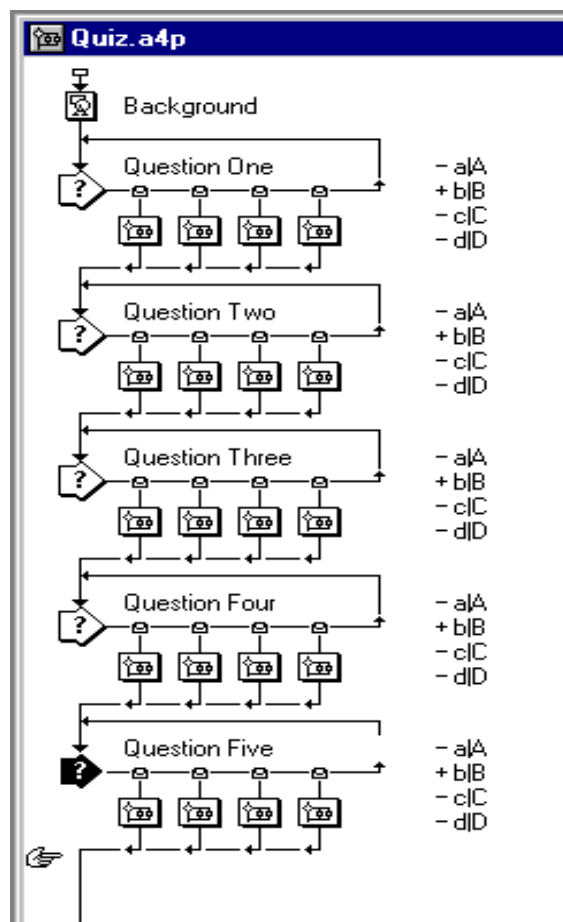 Quiz.a4p
Background
Question One
- a|A
+ b|B
- c|C
- d|D
Question Two
- a|A
+ b|B
- c|C
- d|D
Question Three
- a|A
+ b|B
- c|C
- d|D
Question Four
- a|A
+ b|B
- c|C
- d|D
Question Five
- a|A
+ b|B
- c|C
- d|D